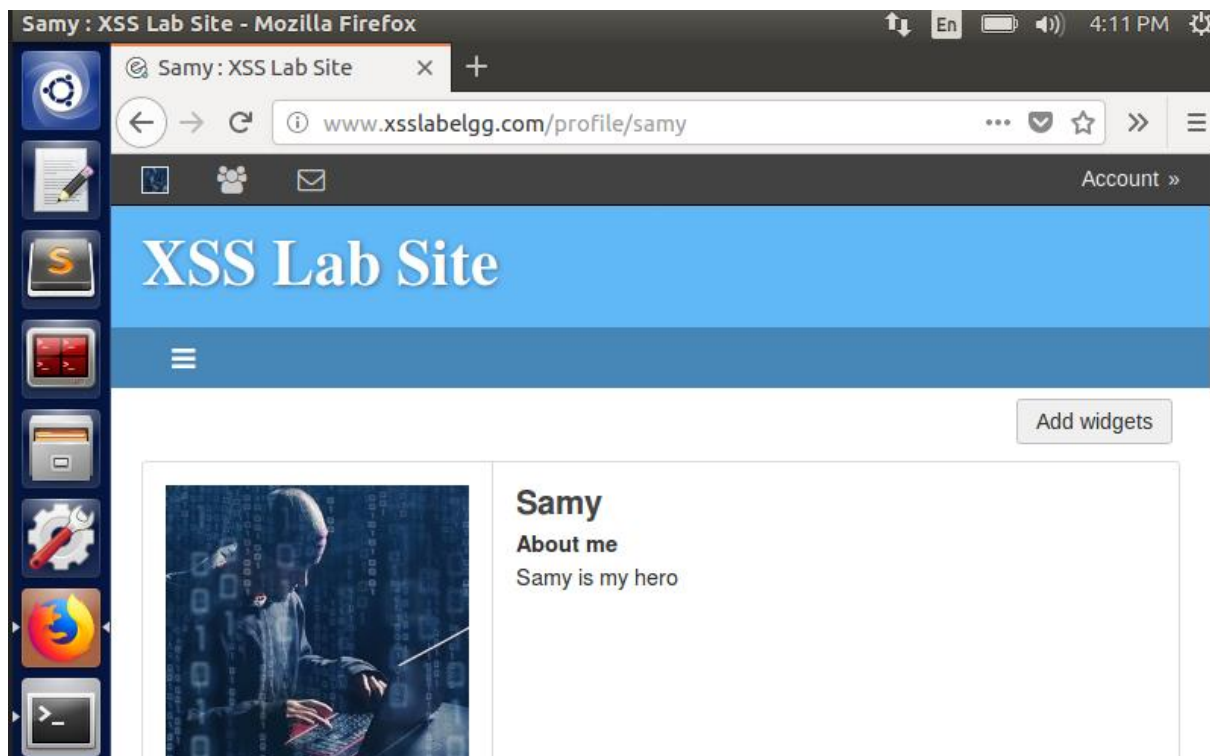 Samy : XSS Lab Site - Mozilla Firefox
En
4:11 PM
Samy : XSS Lab Site
www.xsslabelgg.com/profile/samy
Account »
XSS Lab Site
Add widgets
Samy
About me
Samy is my hero